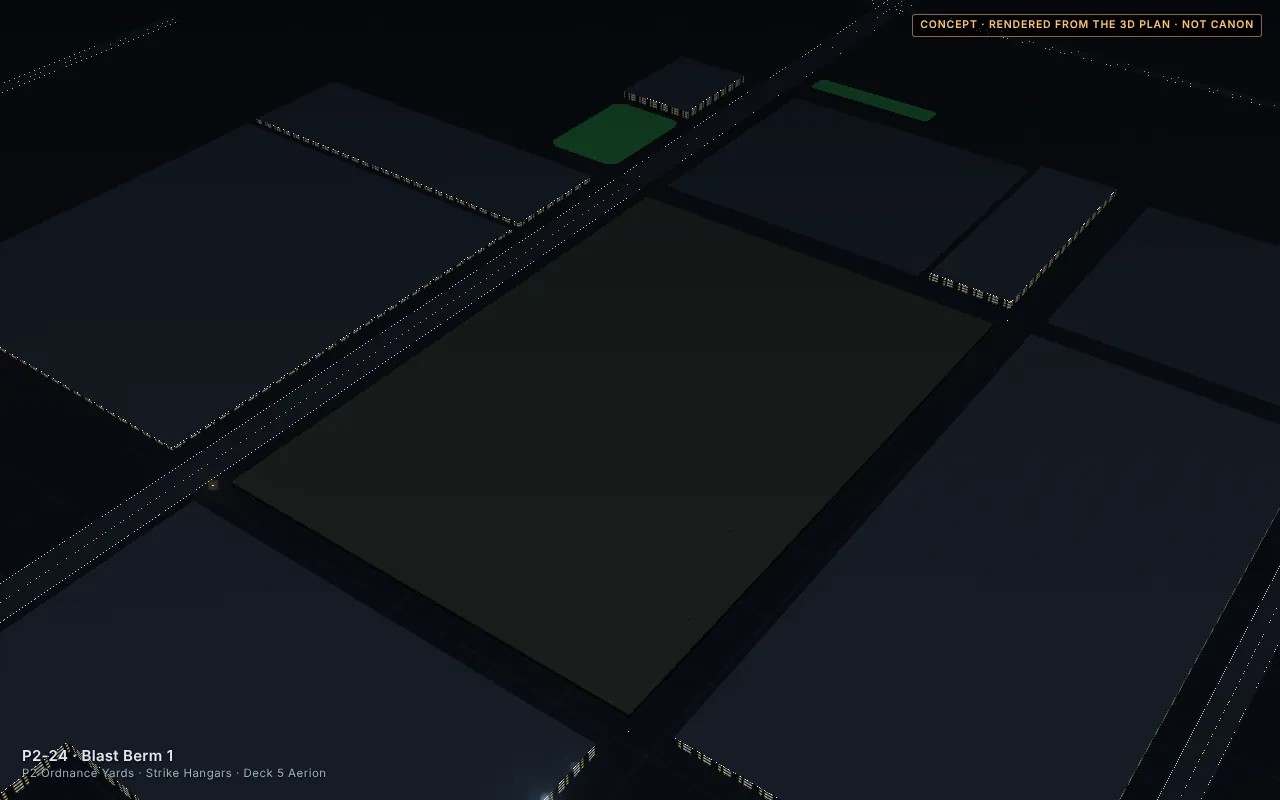 CONCEPT · RENDERED FROM THE 3D PLAN · NOT CANON
P2-24 · Blast Berm 1
P2 Ordnance Yards · Strike Hangars · Deck 5 Aerion